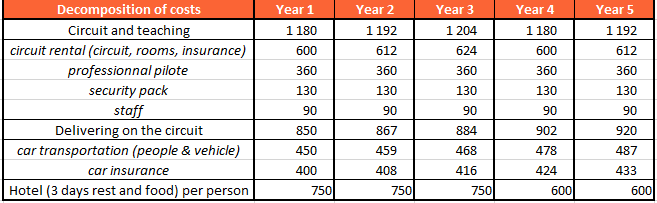 Decomposition of costs Year 1 Year 2 Year 3 Year 4 Year 5
Circuit and teaching 1 180 1 192 1 204 1 180 1 192
circuit rental (circuit, rooms, insurance) 600 612 624 600 612
professionnal pilote 360 360 360 360 360
security pack 130 130 130 130 130
staff 90 90 90 90 90
Delivering on the circuit 850 867 884 902 920
car transportation (people & vehicle) 450 459 468 478 487
car insurance 400 408 416 424 433
Hotel (3 days rest and food) per person 750 750 750 600 600